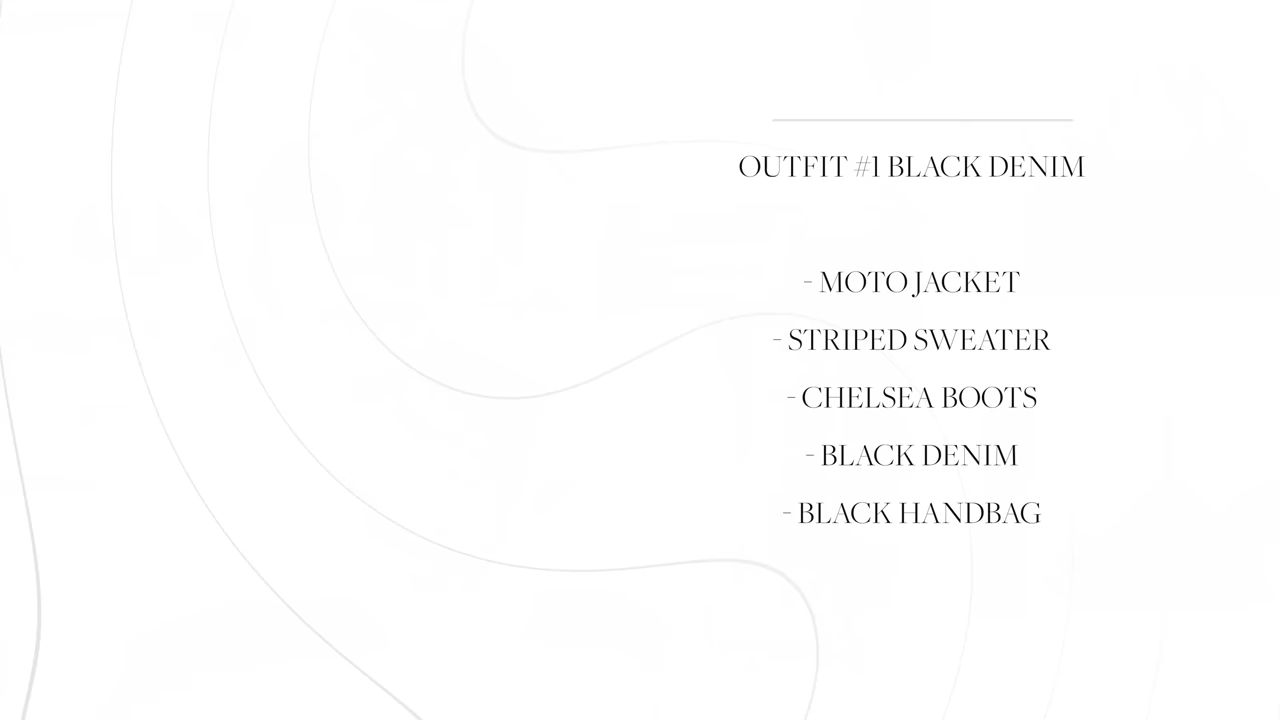 OUTFIT #1 BLACK DENIM
- MOTO JACKET
- STRIPED SWEATER
- CHELSEA BOOTS
- BLACK DENIM
- BLACK HANDBAG